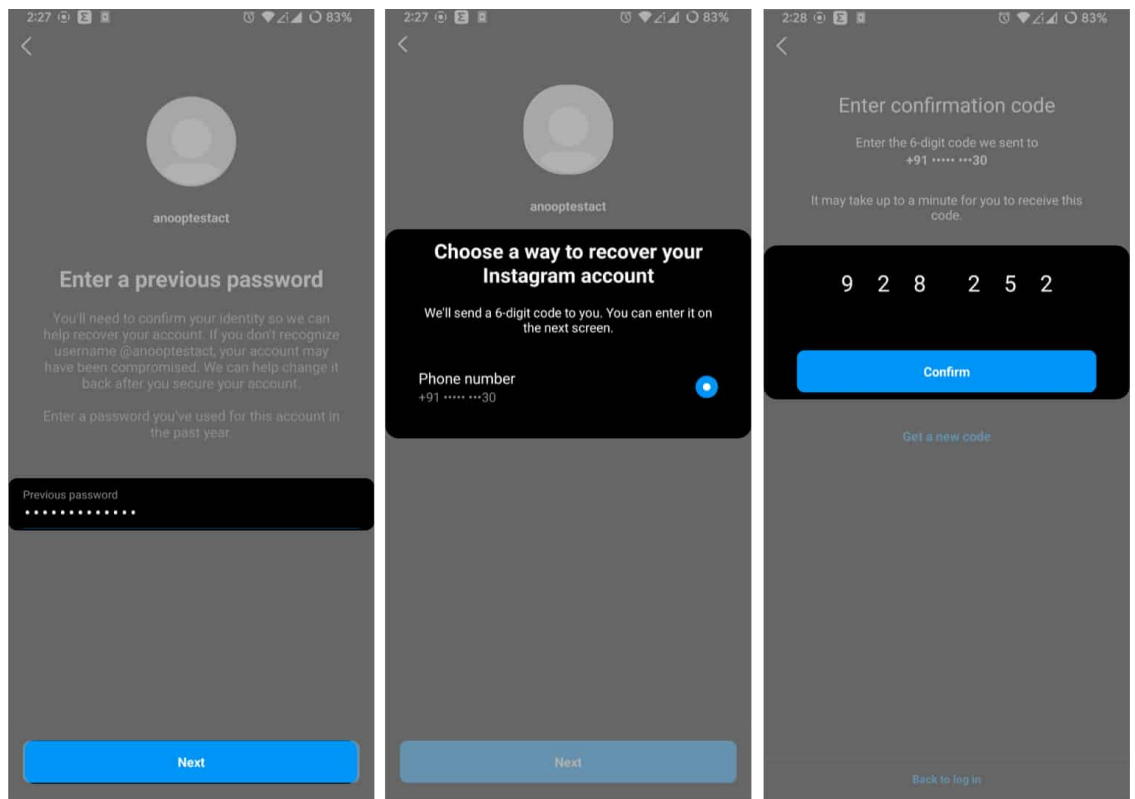 2:27
83%
anooptestact
Enter a previous password
You'll need to confirm your identity so we can
help recover your account. If you don't recognize
username @anooptestact, your account may
have been compromised. We can help change it
back after you secure your account.
Enter a password you've used for this account in
the past year.
Previous password
•••••••••••••
Next
2:27
83%
anooptestact
Choose a way to recover your
Instagram account
We'll send a 6-digit code to you. You can enter it on
the next screen.
Phone number
+91 ••••• •••30
Next
2:28
83%
Enter confirmation code
Enter the 6-digit code we sent to
+91 ••••• •••30
It may take up to a minute for you to receive this
code.
9 2 8 2 5 2
Confirm
Get a new code
Back to log in